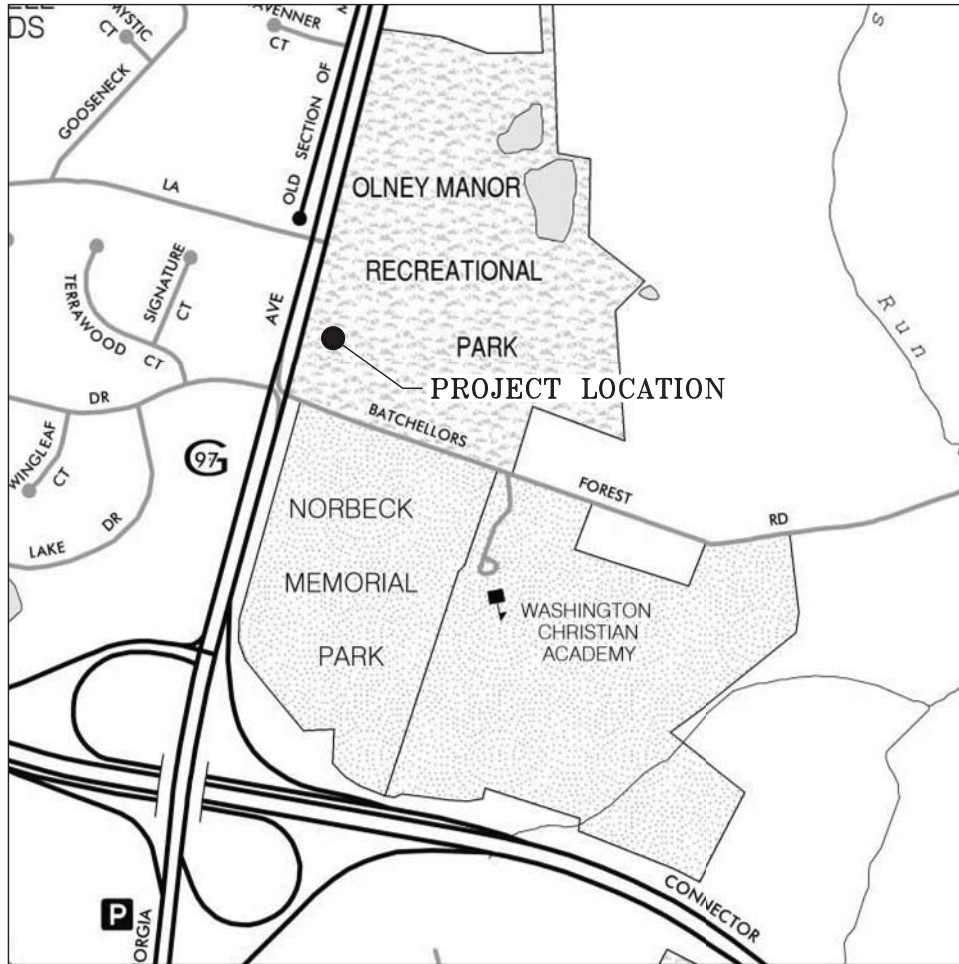 DS
MYSTIC
CT
GOOSENECK
CT
OLD SECTION OF
LA
OLNEY MANOR
RECREATIONAL
PARK
SIGNATURE
CT
TERRAWOOD
CT
AVE
PROJECT LOCATION
S
Run
DR
BATCHELLORS
FOREST
RD
WINGLEAF
CT
97
G
LAKE
DR
NORBECK
MEMORIAL
PARK
WASHINGTON
CHRISTIAN
ACADEMY
CONNECTOR
P
ORGIA